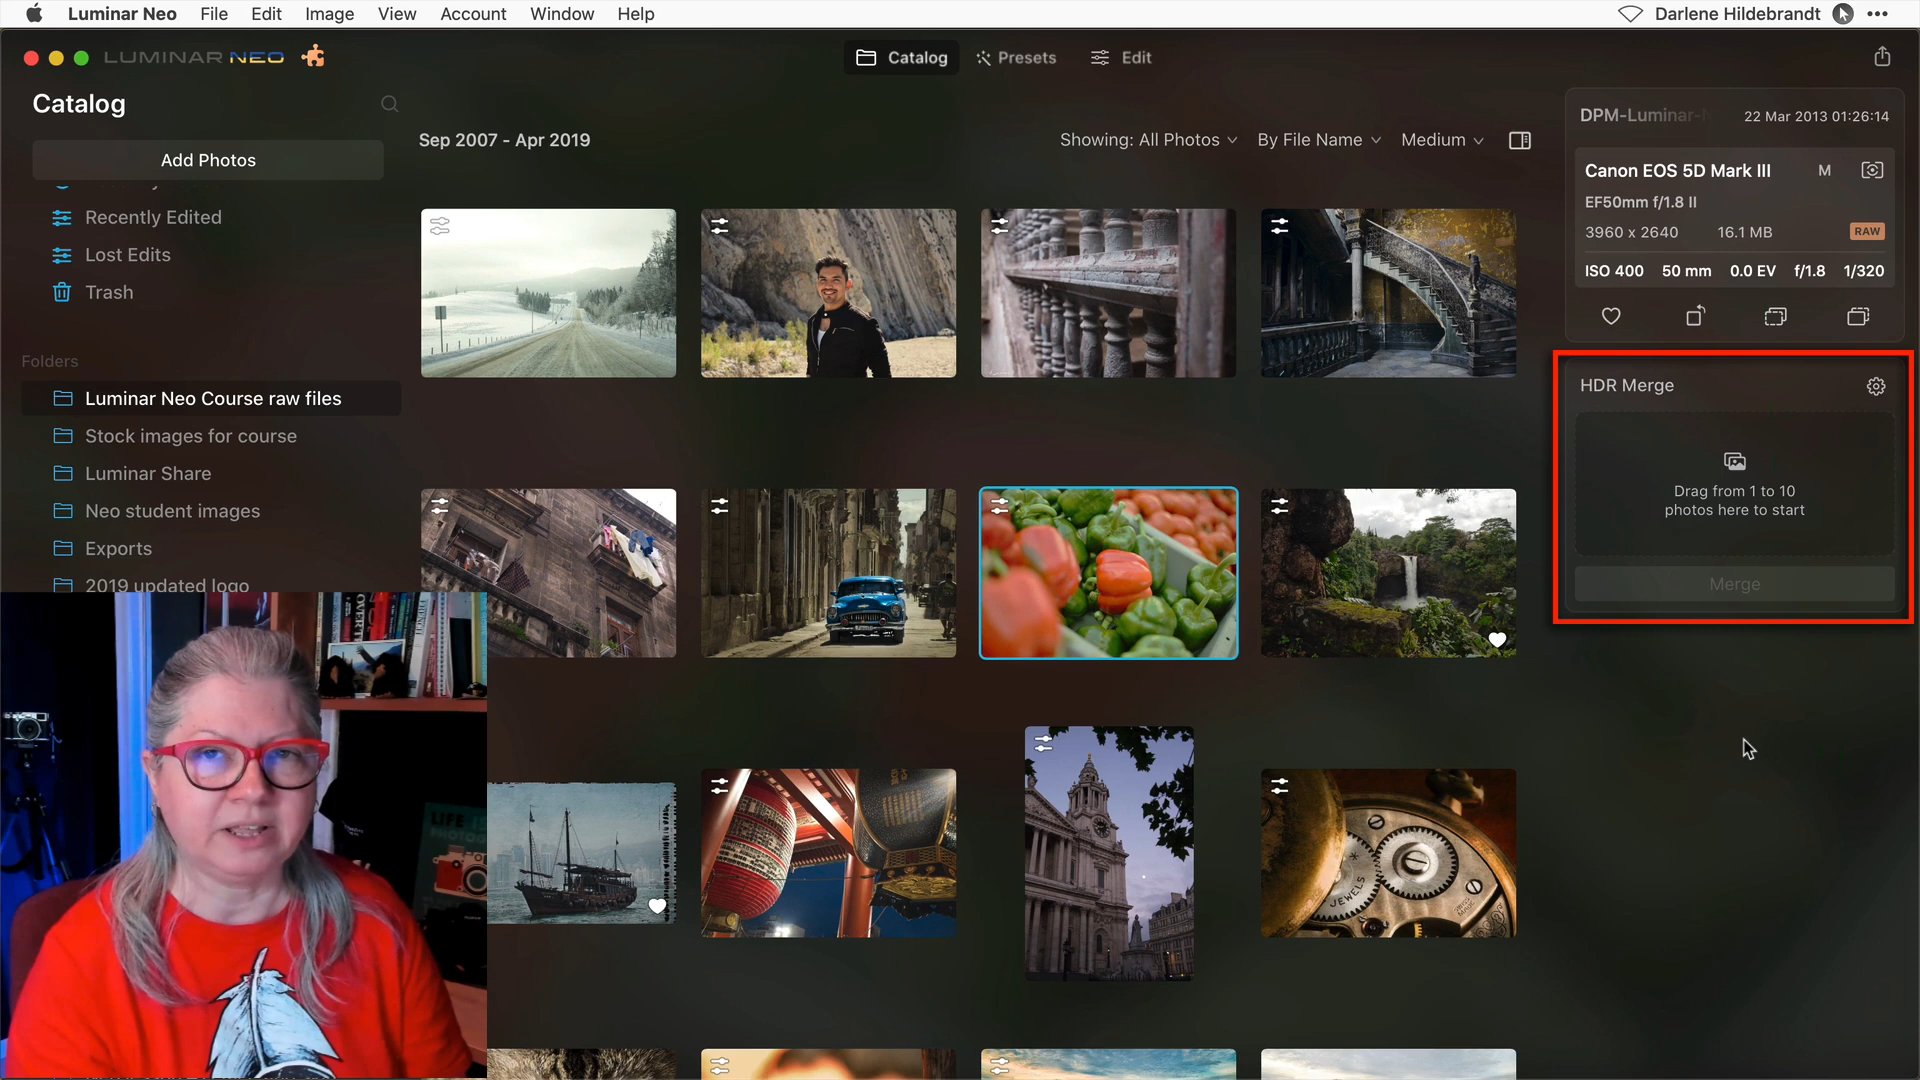 Luminar Neo File Edit Image View Account Window Help
Darlene Hildebrandt
LUMINAR NEO
Catalog
Presets
Edit
Catalog
Add Photos
Recently Edited
Lost Edits
Trash
Folders
Luminar Neo Course raw files
Stock images for course
Luminar Share
Neo student images
Exports
2019 updated logo
Sep 2007 - Apr 2019
Showing: All Photos
By File Name
Medium
DPM-Luminar-
22 Mar 2013 01:26:14
Canon EOS 5D Mark III
M
EF50mm f/1.8 II
3960 x 2640
16.1 MB
RAW
ISO 400 50 mm 0.0 EV f/1.8 1/320
HDR Merge
Drag from 1 to 10
photos here to start
Merge
JEWELS
LIFE